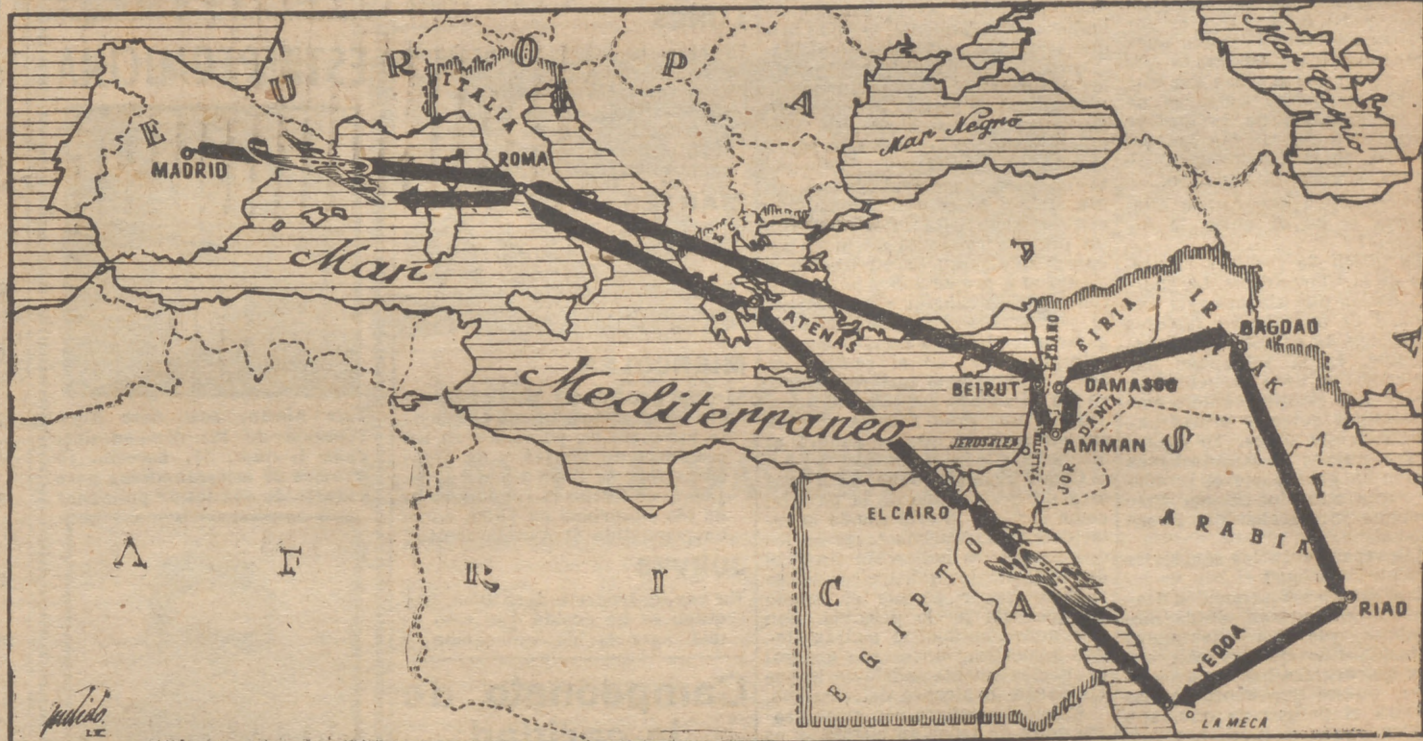 EUROPA
ITALIA
Mar Negro
Mar Caspio
MADRID
ROMA
Mar
Mediterraneo
ATENAS
ASIA
LIBANO
SIRIA
IRAK
BAGDAD
BEIRUT
DAMASCO
JERUSALEN
PALESTINA
JORDANIA
AMMAN
EL CAIRO
ARABIA
AFRICA
EGIPTO
RIAD
YEDDA
LA MECA